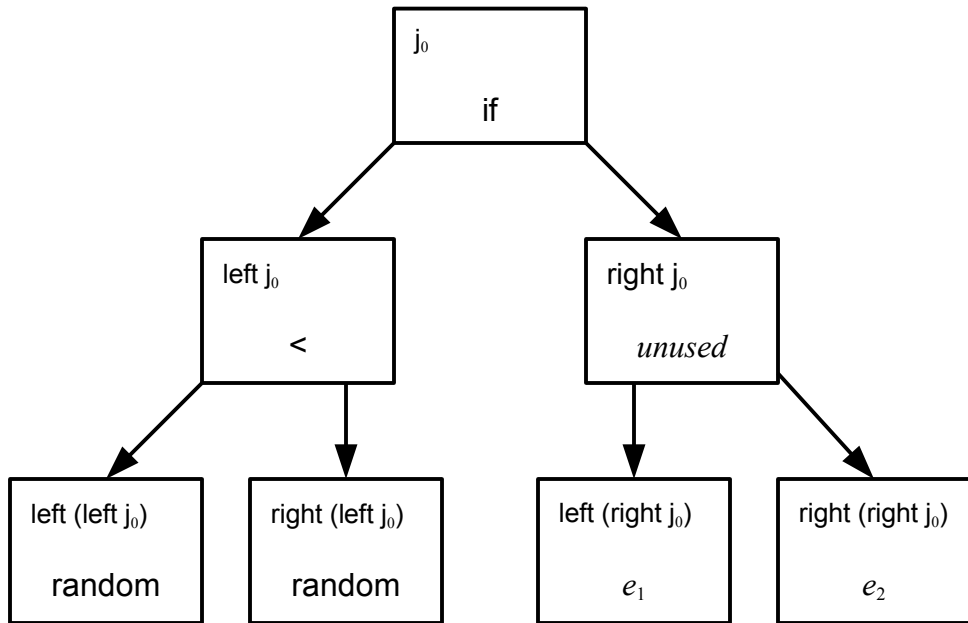 j₀
if
left j₀
<
right j₀
unused
left (left j₀)
random
right (left j₀)
random
left (right j₀)
e₁
right (right j₀)
e₂